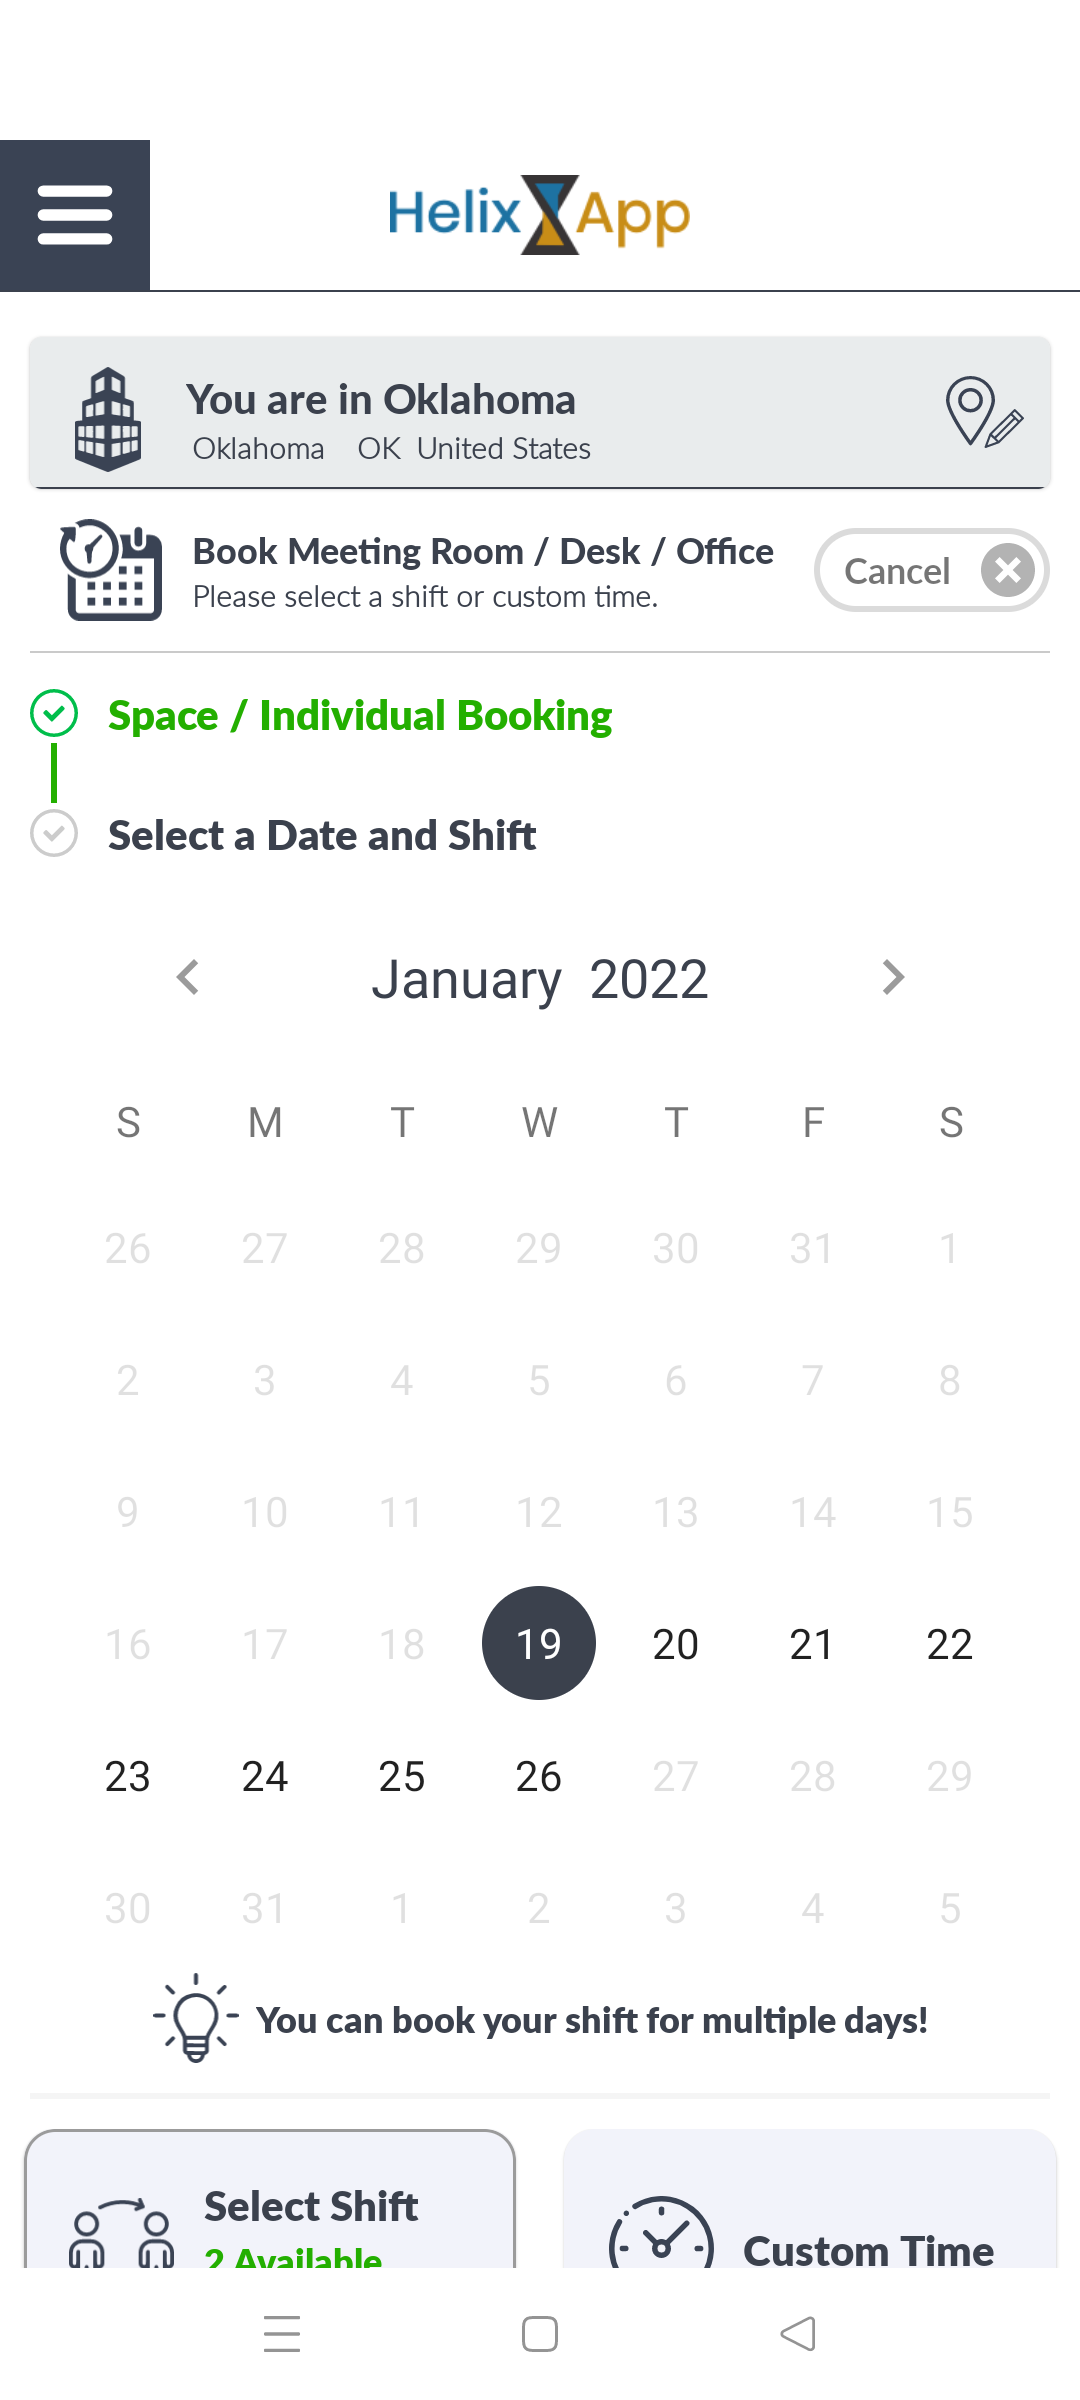 Helix App
You are in Oklahoma
Oklahoma OK United States
Book Meeting Room / Desk / Office
Please select a shift or custom time.
Cancel
Space / Individual Booking
Select a Date and Shift
January 2022
S M T W T F S
26 27 28 29 30 31 1
2 3 4 5 6 7 8
9 10 11 12 13 14 15
16 17 18 19 20 21 22
23 24 25 26 27 28 29
30 31 1 2 3 4 5
You can book your shift for multiple days!
Select Shift
2 Available
Custom Time